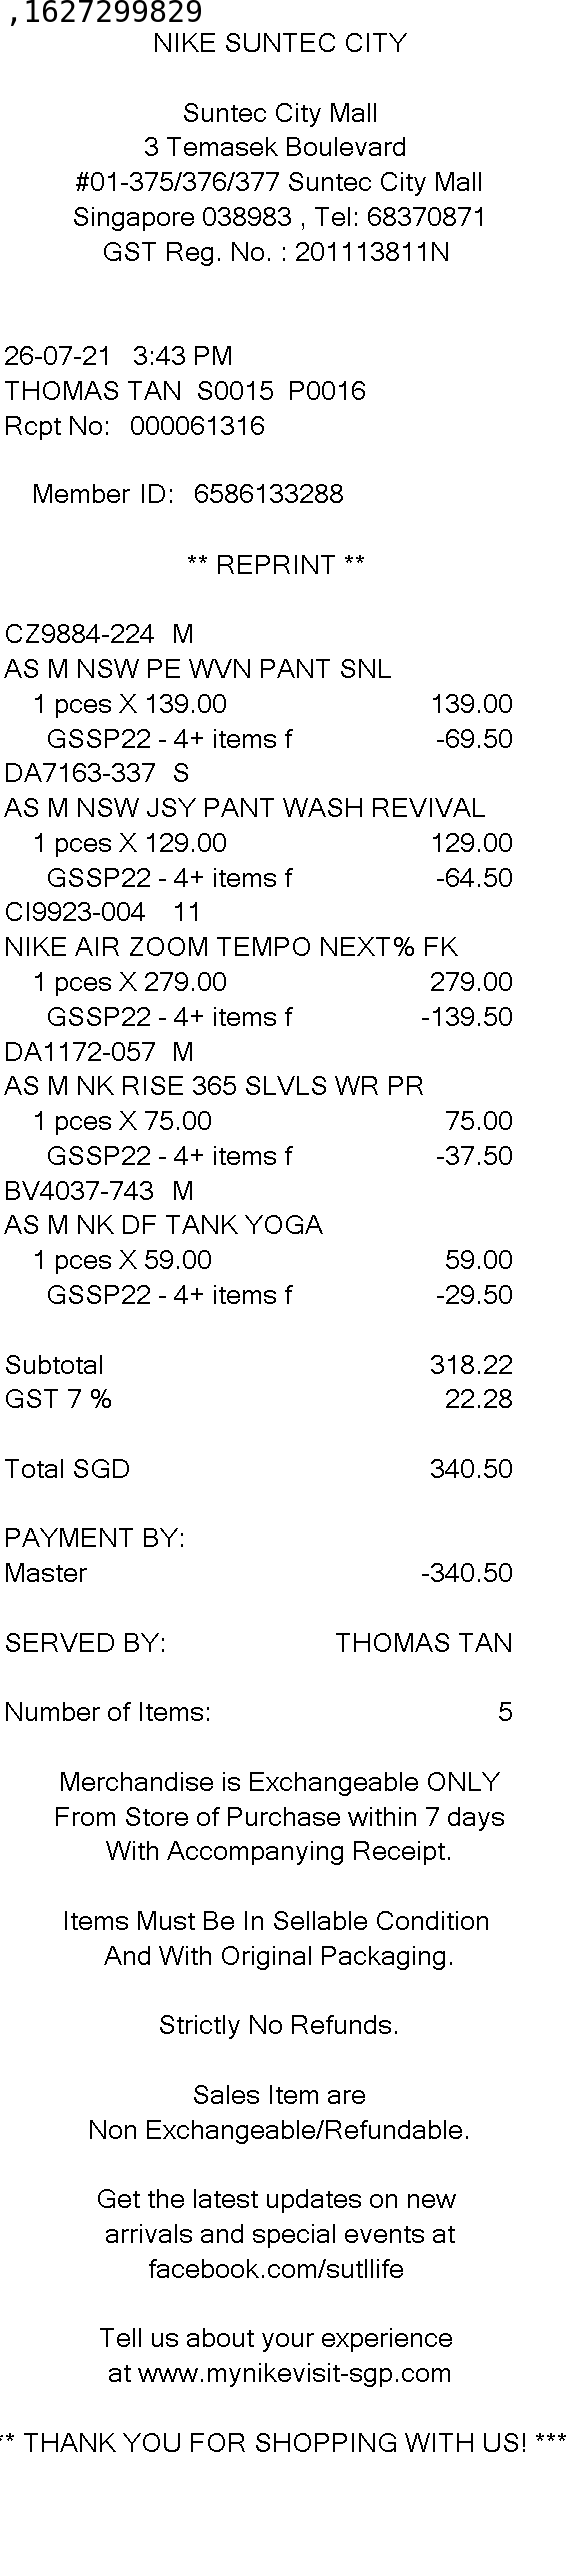 ,1627299829
NIKE SUNTEC CITY
Suntec City Mall
3 Temasek Boulevard
#01-375/376/377 Suntec City Mall
Singapore 038983 , Tel: 68370871
GST Reg. No. : 201113811N
26-07-21 3:43 PM
THOMAS TAN S0015 P0016
Rcpt No: 000061316
Member ID: 6586133288
** REPRINT **
CZ9884-224 M
AS M NSW PE WVN PANT SNL
1 pces X 139.00 139.00
GSSP22 - 4+ items f -69.50
DA7163-337 S
AS M NSW JSY PANT WASH REVIVAL
1 pces X 129.00 129.00
GSSP22 - 4+ items f -64.50
CI9923-004 11
NIKE AIR ZOOM TEMPO NEXT% FK
1 pces X 279.00 279.00
GSSP22 - 4+ items f -139.50
DA1172-057 M
AS M NK RISE 365 SLVLS WR PR
1 pces X 75.00 75.00
GSSP22 - 4+ items f -37.50
BV4037-743 M
AS M NK DF TANK YOGA
1 pces X 59.00 59.00
GSSP22 - 4+ items f -29.50
Subtotal 318.22
GST 7 % 22.28
Total SGD 340.50
PAYMENT BY:
Master -340.50
SERVED BY: THOMAS TAN
Number of Items: 5
Merchandise is Exchangeable ONLY
From Store of Purchase within 7 days
With Accompanying Receipt.
Items Must Be In Sellable Condition
And With Original Packaging.
Strictly No Refunds.
Sales Item are
Non Exchangeable/Refundable.
Get the latest updates on new
arrivals and special events at
facebook.com/sutllife
Tell us about your experience
at www.mynikevisit-sgp.com
** THANK YOU FOR SHOPPING WITH US! ***